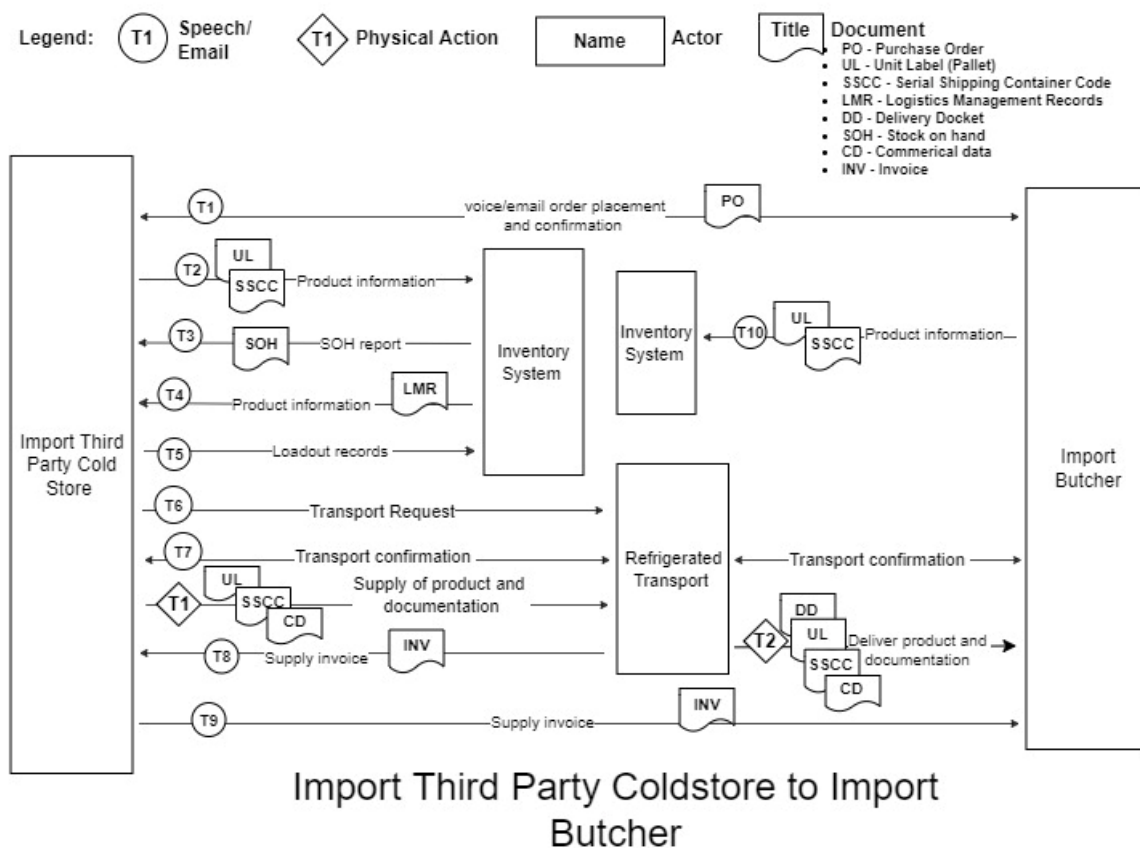 Legend:
T1
Speech/
Email
T1
Physical Action
Name
Actor
Title
Document
PO - Purchase Order
UL - Unit Label (Pallet)
SSCC - Serial Shipping Container Code
LMR - Logistics Management Records
DD - Delivery Docket
SOH - Stock on hand
CD - Commerical data
INV - Invoice
Import Third
Party Cold
Store
T1
voice/email order placement
and confirmation
PO
T2
UL
SSCC
Product information
T3
SOH
SOH report
T4
Product information
LMR
T5
Loadout records
Inventory
System
Inventory
System
T10
UL
SSCC
Product information
Import
Butcher
T6
Transport Request
T7
Transport confirmation
Refrigerated
Transport
Transport confirmation
T1
UL
SSCC
CD
Supply of product and
documentation
T2
DD
UL
SSCC
CD
Deliver product and
documentation
T8
Supply invoice
INV
T9
Supply invoice
INV
Import Third Party Coldstore to Import
Butcher